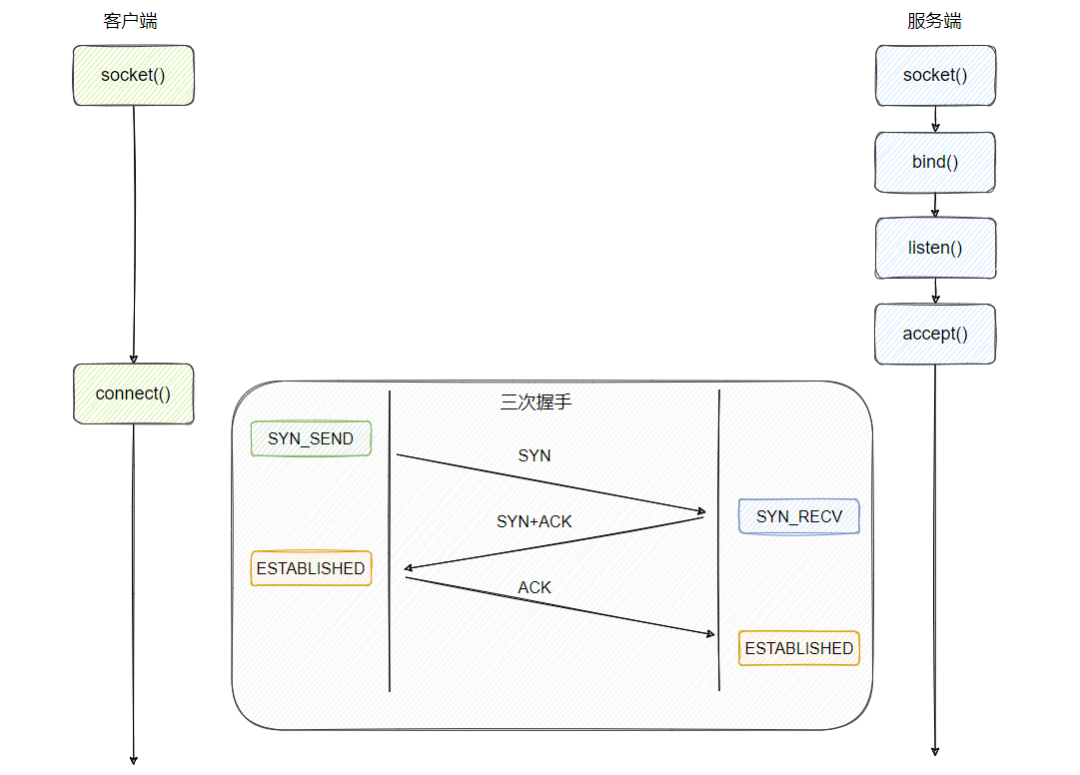 客户端
服务端
socket()
socket()
bind()
listen()
accept()
connect()
三次握手
SYN_SEND
SYN
SYN_RECV
SYN+ACK
ESTABLISHED
ACK
ESTABLISHED